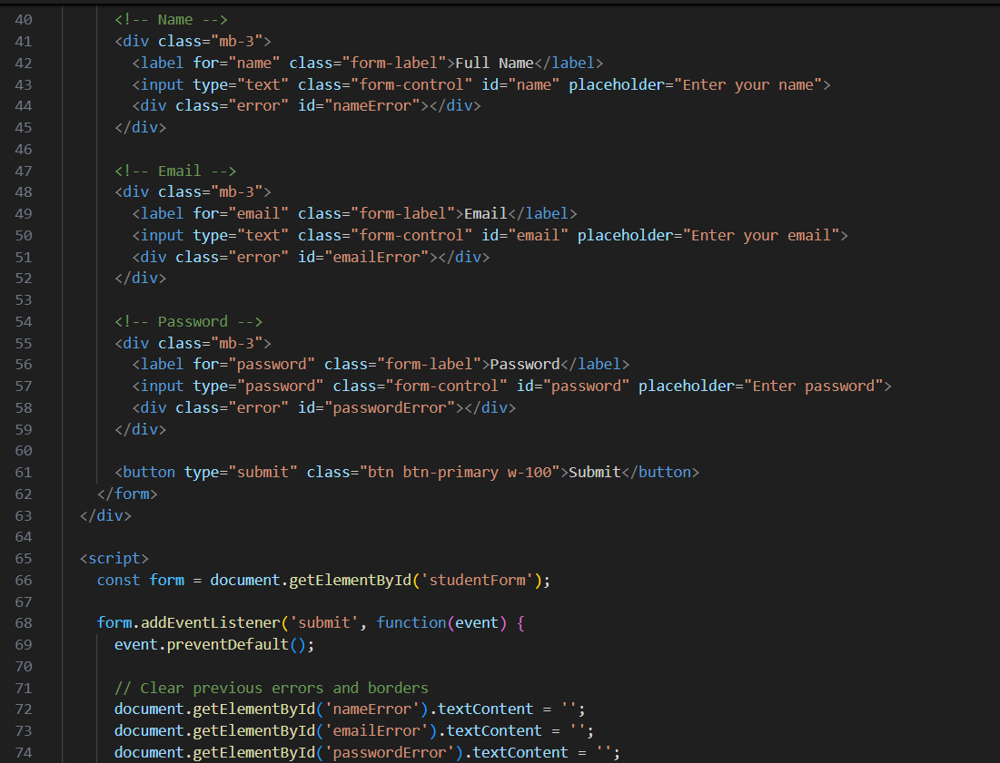 40 <!-- Name -->
41 <div class="mb-3">
42 <label for="name" class="form-label">Full Name</label>
43 <input type="text" class="form-control" id="name" placeholder="Enter your name">
44 <div class="error" id="nameError"></div>
45 </div>
46
47 <!-- Email -->
48 <div class="mb-3">
49 <label for="email" class="form-label">Email</label>
50 <input type="text" class="form-control" id="email" placeholder="Enter your email">
51 <div class="error" id="emailError"></div>
52 </div>
53
54 <!-- Password -->
55 <div class="mb-3">
56 <label for="password" class="form-label">Password</label>
57 <input type="password" class="form-control" id="password" placeholder="Enter password">
58 <div class="error" id="passwordError"></div>
59 </div>
60
61 <button type="submit" class="btn btn-primary w-100">Submit</button>
62 </form>
63 </div>
64
65 <script>
66 const form = document.getElementById('studentForm');
67
68 form.addEventListener('submit', function(event) {
69 event.preventDefault();
70
71 // Clear previous errors and borders
72 document.getElementById('nameError').textContent = '';
73 document.getElementById('emailError').textContent = '';
74 document.getElementById('passwordError').textContent = '';